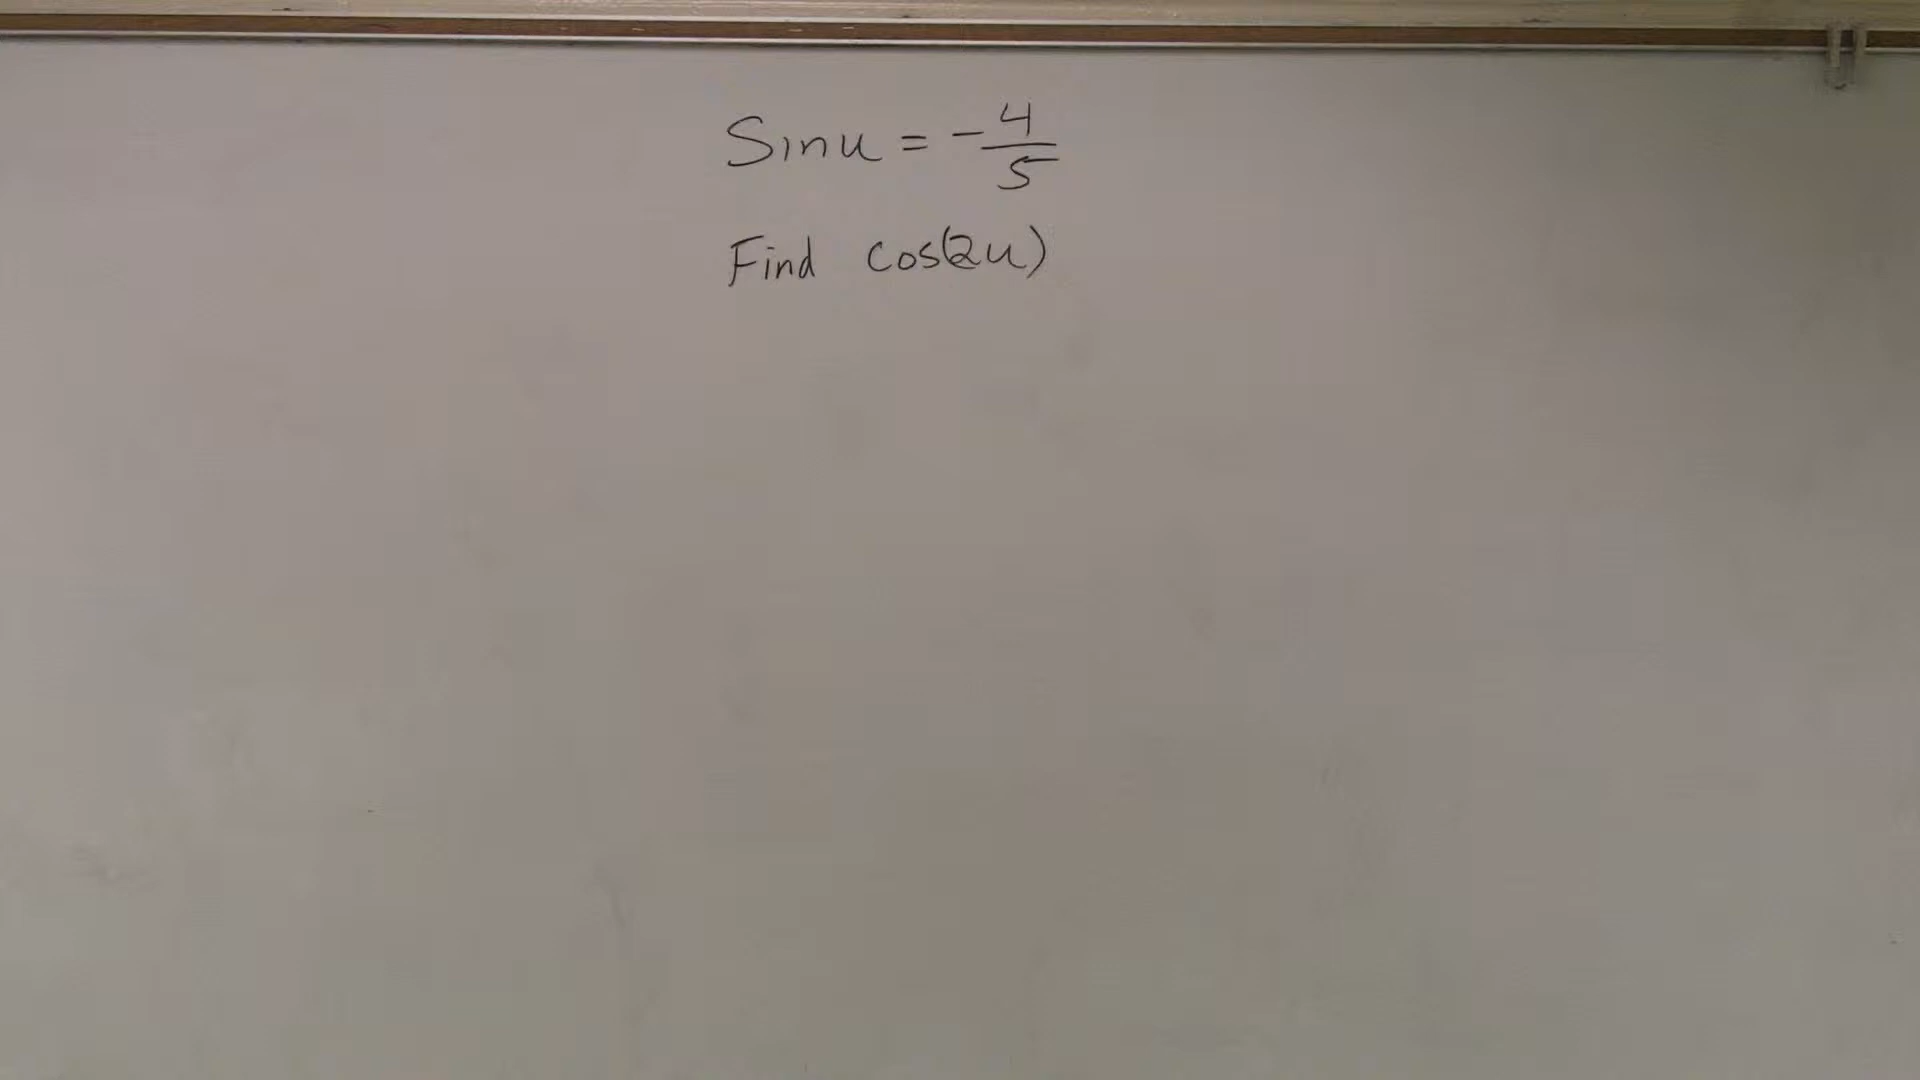 Sin u = - 4/5
Find cos(2u)